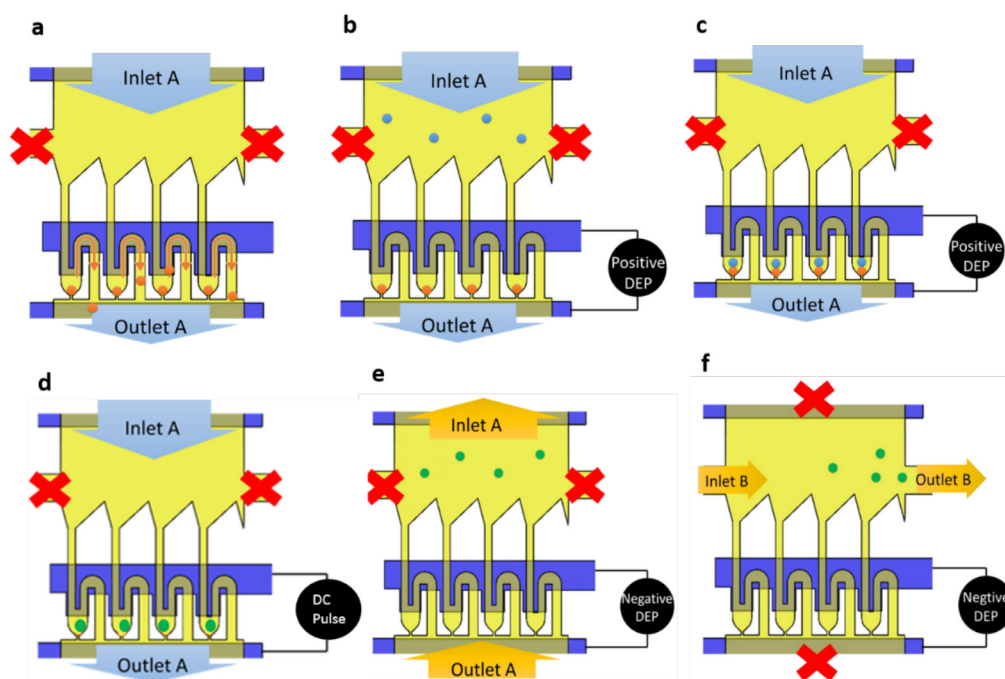 a
b
c
Inlet A
Inlet A
Inlet A
Positive
DEP
Positive
DEP
Outlet A
Outlet A
Outlet A
d
e
f
Inlet A
Inlet A
Inlet B
Outlet B
DC
Pulse
Negative
DEP
Negtive
DEP
Outlet A
Outlet A